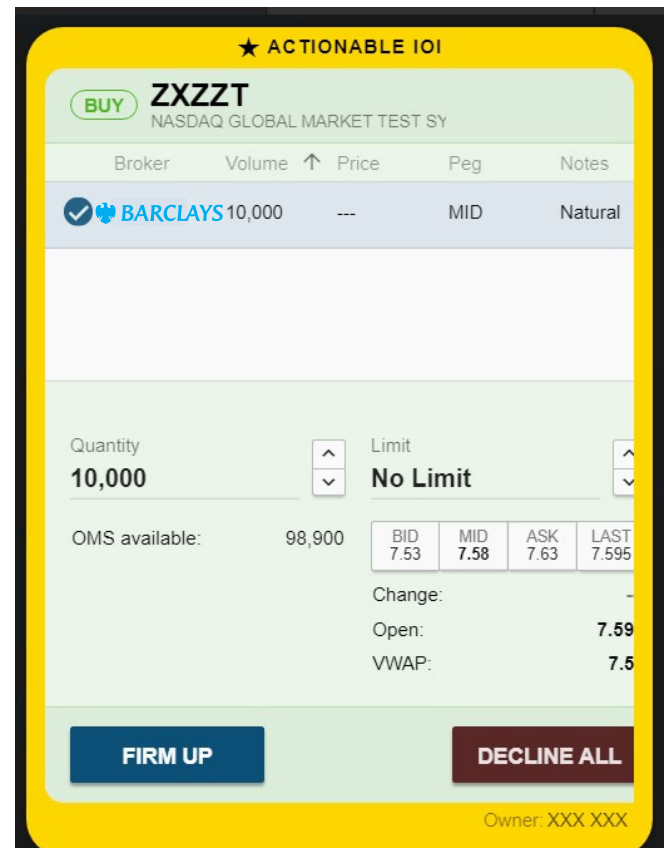 ★ ACTIONABLE IOI
BUY ZXZZT
NASDAQ GLOBAL MARKET TEST SY
Broker Volume ↑ Price Peg Notes
BARCLAYS 10,000 --- MID Natural
Quantity Limit
10,000 No Limit
OMS available: 98,900
BID MID ASK LAST
7.53 7.58 7.63 7.595
Change: -
Open: 7.59
VWAP: 7.5
FIRM UP DECLINE ALL
Owner: XXX XXX